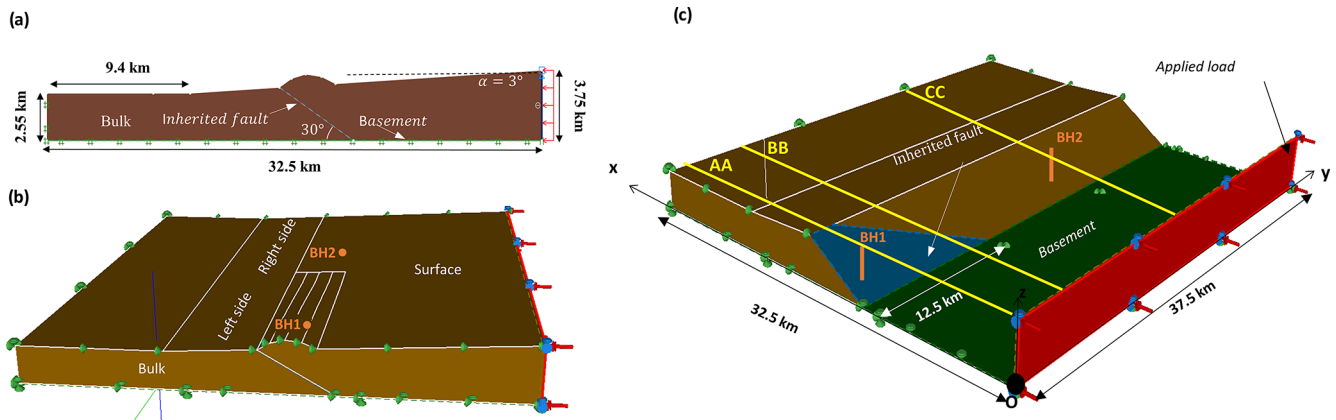 (a)
9.4 km
α = 3°
2.55 km
Bulk
Inherited fault
30°
Basement
3.75 km
32.5 km
(b)
Right side
Left side
BH2
BH1
Surface
Bulk
(c)
Applied load
CC
BB
AA
Inherited fault
BH2
BH1
x
y
z
O
Basement
12.5 km
32.5 km
37.5 km